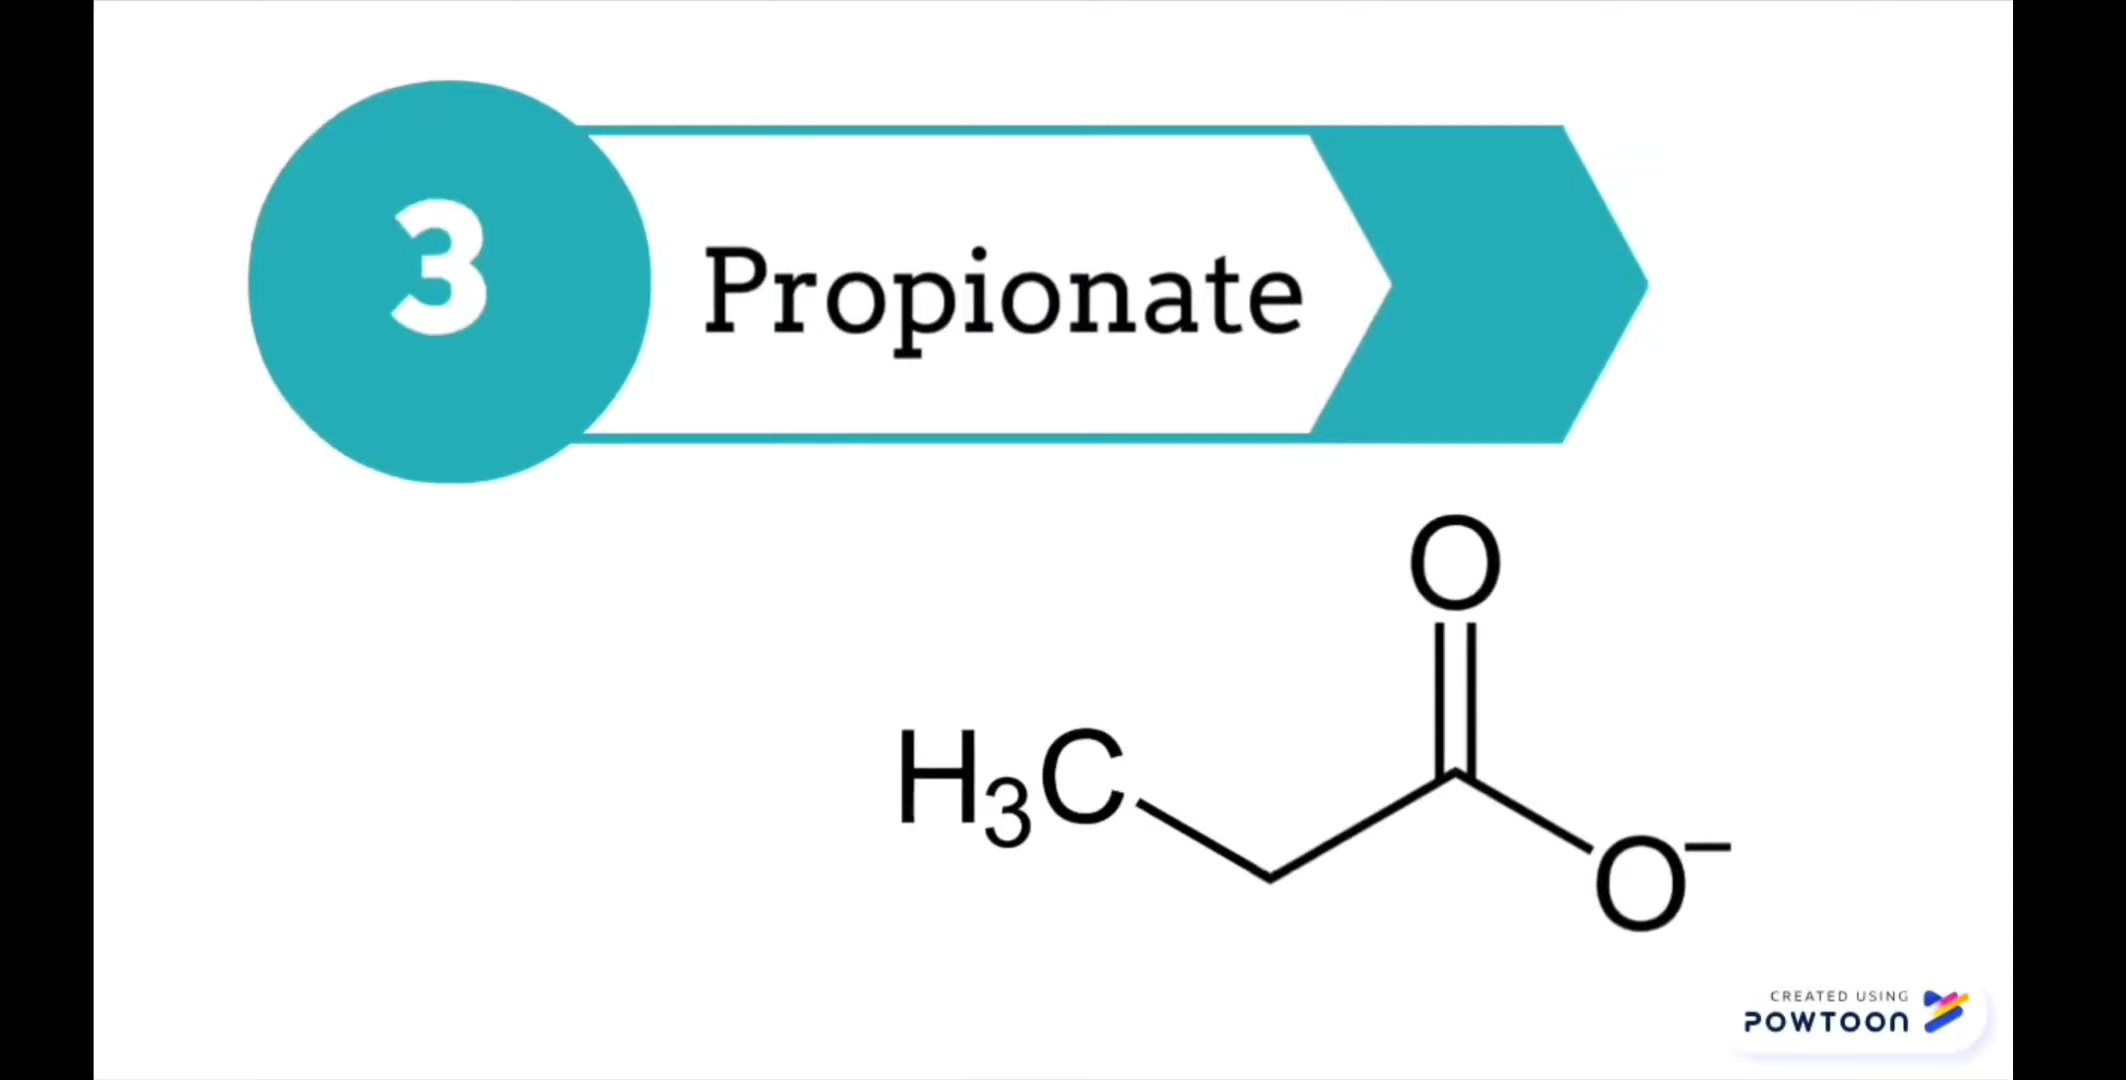 3
Propionate
O
H₃C
O⁻
CREATED USING
POWTOON